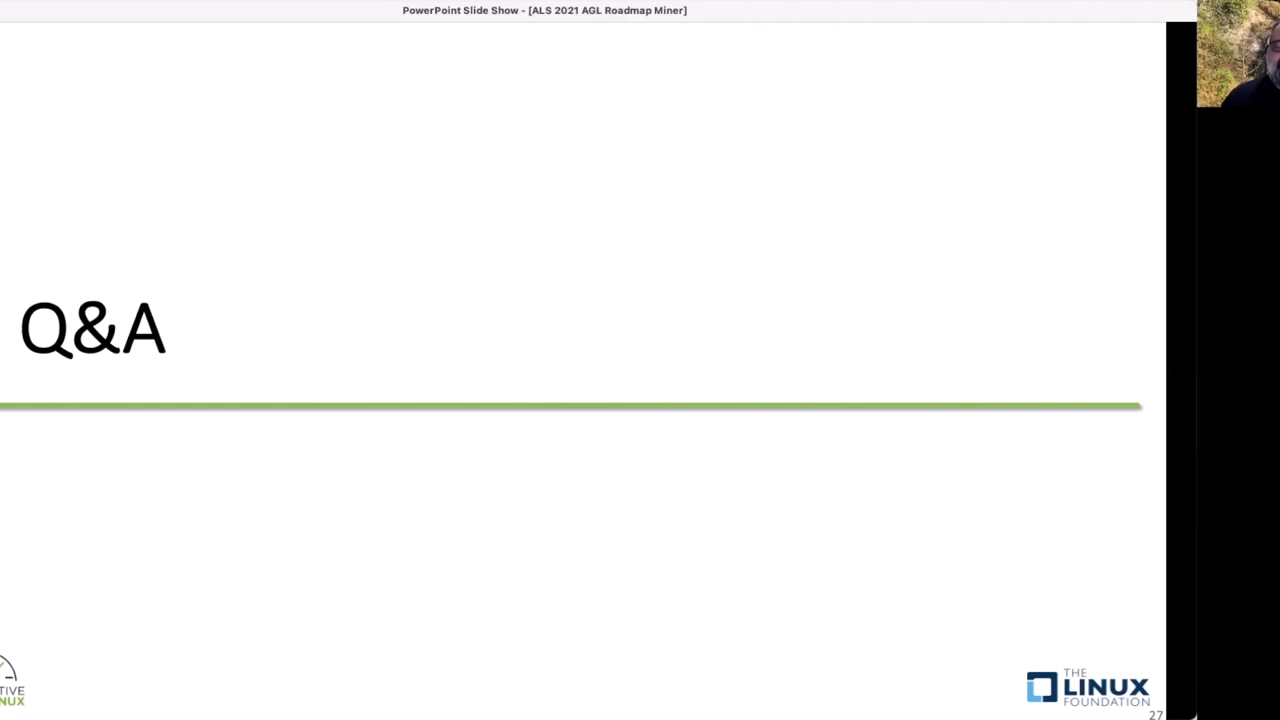 PowerPoint Slide Show - [ALS 2021 AGL Roadmap Miner]
Q&A
TIVE
NUX
THE
LINUX
FOUNDATION
27